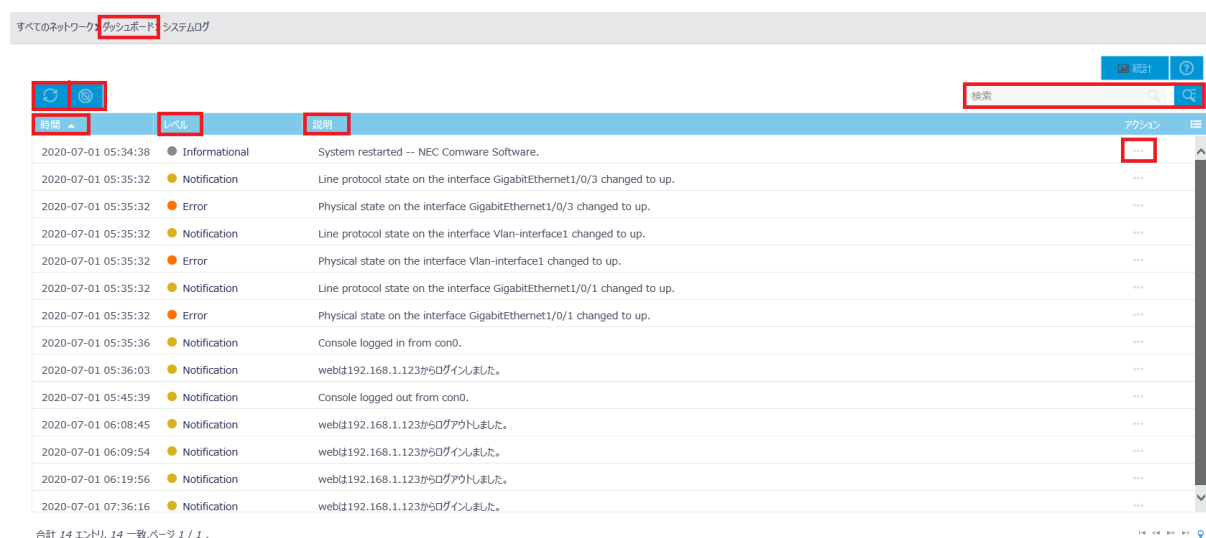 すべてのネットワーク > ダッシュボード > システムログ
統計 ?
検索
時間 レベル 説明 アクション
2020-07-01 05:34:38 Informational System restarted -- NEC Comware Software. ...
2020-07-01 05:35:32 Notification Line protocol state on the interface GigabitEthernet1/0/3 changed to up. ...
2020-07-01 05:35:32 Error Physical state on the interface GigabitEthernet1/0/3 changed to up. ...
2020-07-01 05:35:32 Notification Line protocol state on the interface Vlan-interface1 changed to up. ...
2020-07-01 05:35:32 Error Physical state on the interface Vlan-interface1 changed to up. ...
2020-07-01 05:35:32 Notification Line protocol state on the interface GigabitEthernet1/0/1 changed to up. ...
2020-07-01 05:35:32 Error Physical state on the interface GigabitEthernet1/0/1 changed to up. ...
2020-07-01 05:35:36 Notification Console logged in from con0. ...
2020-07-01 05:36:03 Notification webは192.168.1.123からログインしました。 ...
2020-07-01 05:45:39 Notification Console logged out from con0. ...
2020-07-01 06:08:45 Notification webは192.168.1.123からログアウトしました。 ...
2020-07-01 06:09:54 Notification webは192.168.1.123からログインしました。 ...
2020-07-01 06:19:56 Notification webは192.168.1.123からログアウトしました。 ...
2020-07-01 07:36:16 Notification webは192.168.1.123からログインしました。 ...
合計 14 エントリ, 14 一致,ページ 1 / 1 .